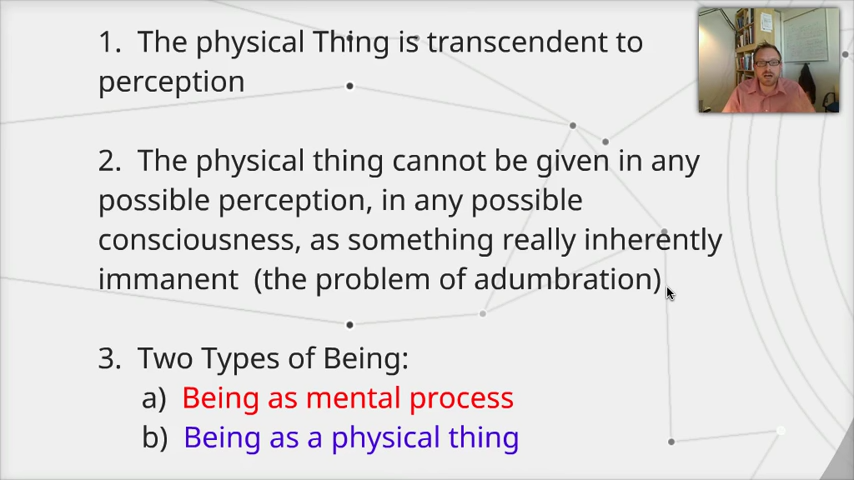 1. The physical Thing is transcendent to
perception
2. The physical thing cannot be given in any
possible perception, in any possible
consciousness, as something really inherently
immanent (the problem of adumbration)
3. Two Types of Being:
a) Being as mental process
b) Being as a physical thing